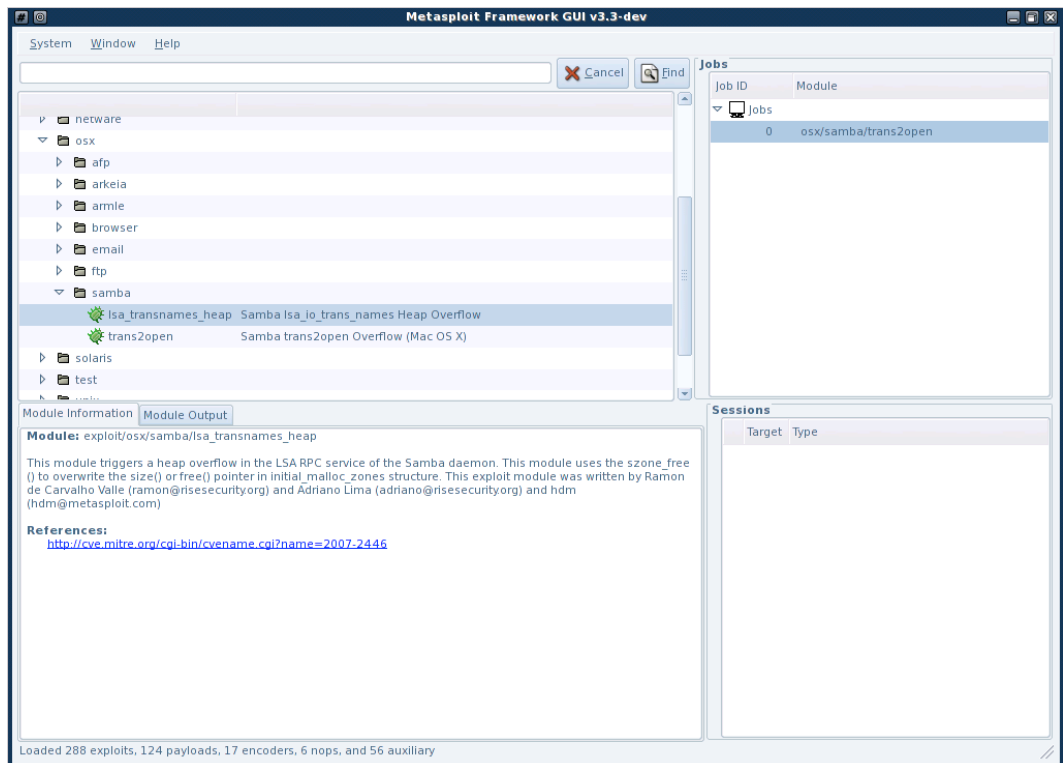 Metasploit Framework GUI v3.3-dev
System Window Help
Cancel Find
netware
osx
afp
arkeia
armle
browser
email
ftp
samba
lsa_transnames_heap Samba lsa_io_trans_names Heap Overflow
trans2open Samba trans2open Overflow (Mac OS X)
solaris
test
Jobs
Job ID Module
Jobs
0 osx/samba/trans2open
Module Information Module Output
Module: exploit/osx/samba/lsa_transnames_heap
This module triggers a heap overflow in the LSA RPC service of the Samba daemon. This module uses the szone_free
() to overwrite the size() or free() pointer in initial_malloc_zones structure. This exploit module was written by Ramon
de Carvalho Valle (ramon@risesecurity.org) and Adriano Lima (adriano@risesecurity.org) and hdm
(hdm@metasploit.com)
References:
http://cve.mitre.org/cgi-bin/cvename.cgi?name=2007-2446
Sessions
Target Type
Loaded 288 exploits, 124 payloads, 17 encoders, 6 nops, and 56 auxiliary